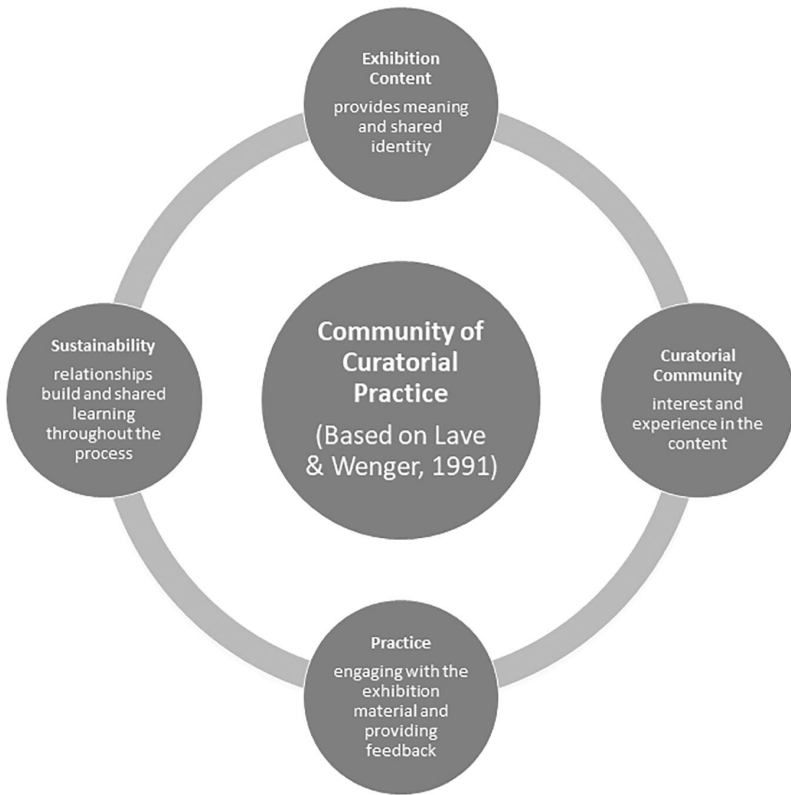 Exhibition
Content
provides meaning
and shared
identity
Sustainability
relationships
build and shared
learning
throughout the
process
Community of
Curatorial
Practice
(Based on Lave
& Wenger, 1991)
Curatorial
Community
interest and
experience in the
content
Practice
engaging with the
exhibition
material and
providing
feedback